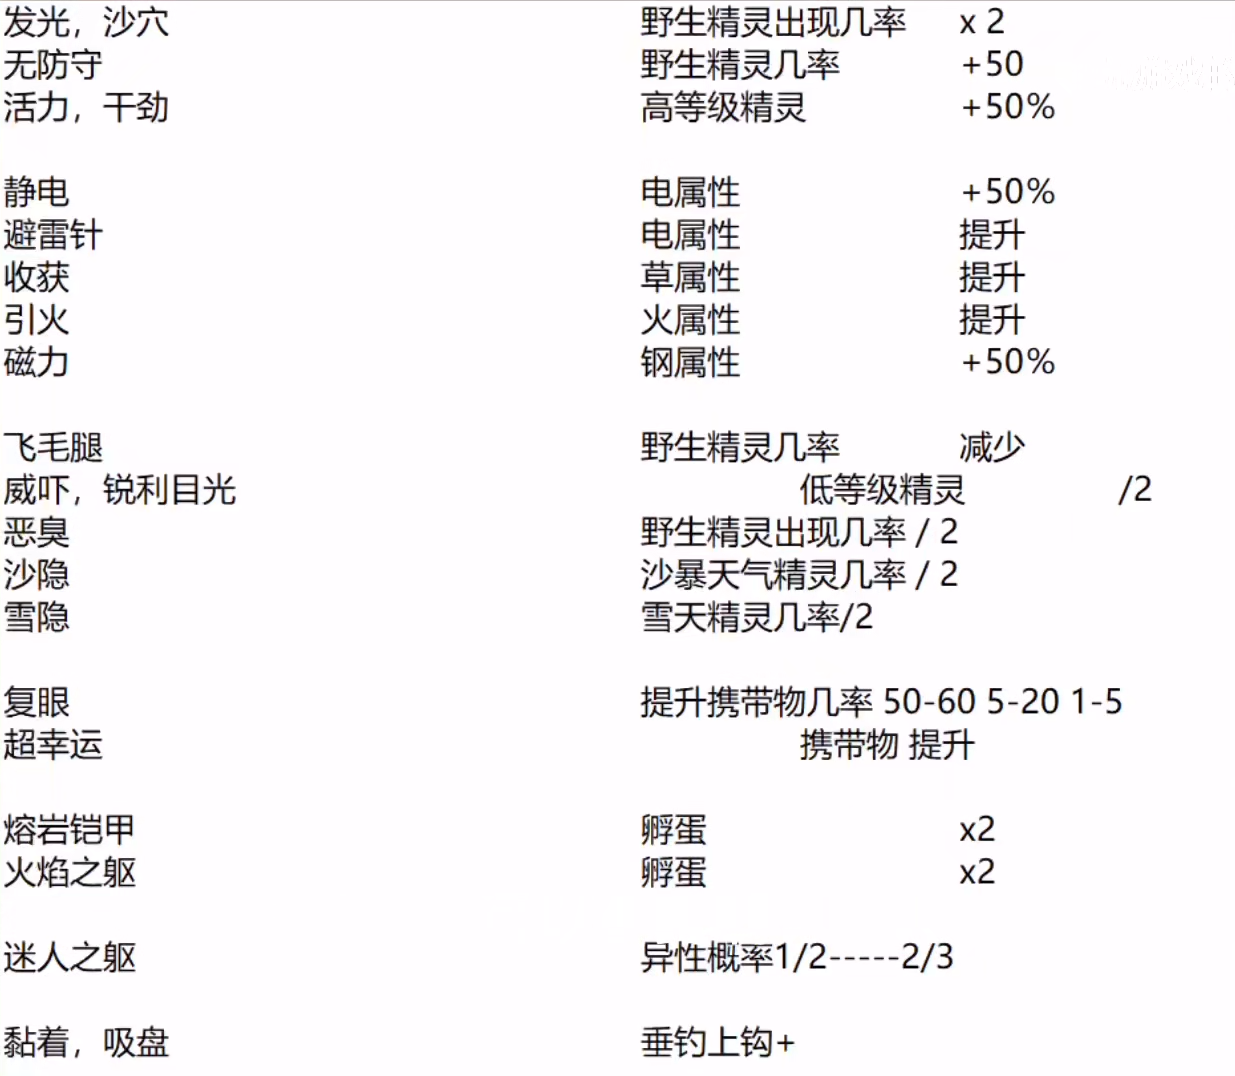 发光，沙穴 野生精灵出现几率 x 2
无防守 野生精灵几率 +50
活力，干劲 高等级精灵 +50%
静电 电属性 +50%
避雷针 电属性 提升
收获 草属性 提升
引火 火属性 提升
磁力 钢属性 +50%
飞毛腿 野生精灵几率 减少
威吓，锐利目光 低等级精灵 /2
恶臭 野生精灵出现几率 / 2
沙隐 沙暴天气精灵几率 / 2
雪隐 雪天精灵几率/2
复眼 提升携带物几率 50-60 5-20 1-5
超幸运 携带物 提升
熔岩铠甲 孵蛋 x2
火焰之躯 孵蛋 x2
迷人之躯 异性概率1/2-----2/3
黏着，吸盘 垂钓上钩+